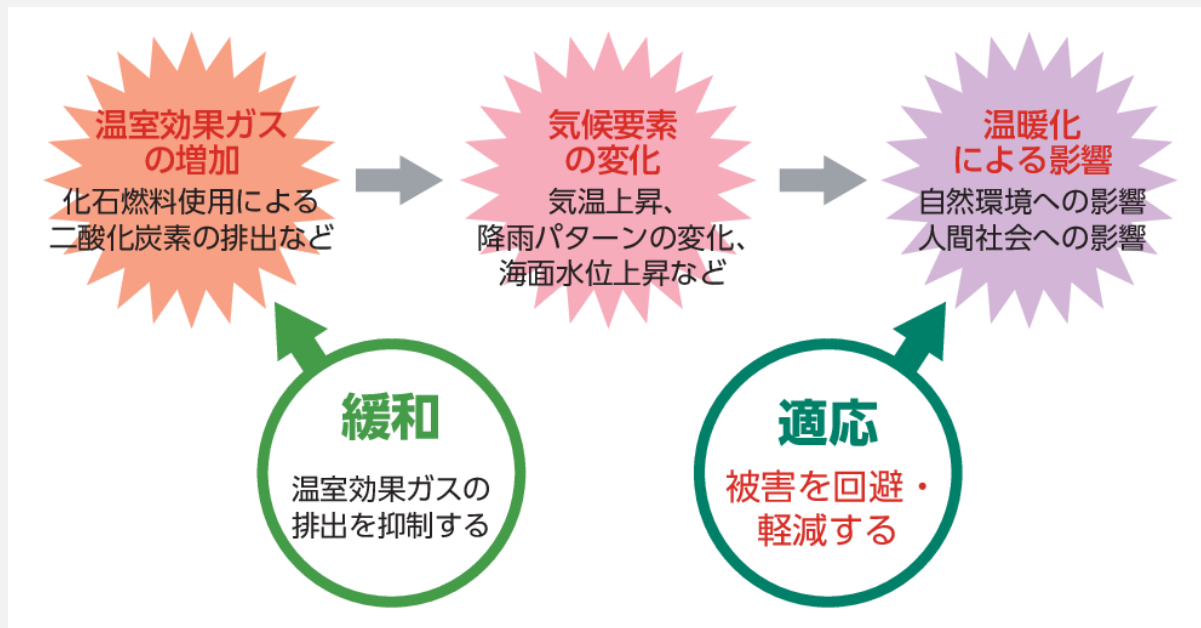 温室効果ガス
の増加
化石燃料使用による
二酸化炭素の排出など
気候要素
の変化
気温上昇、
降雨パターンの変化、
海面水位上昇など
温暖化
による影響
自然環境への影響
人間社会への影響
緩和
温室効果ガスの
排出を抑制する
適応
被害を回避・
軽減する